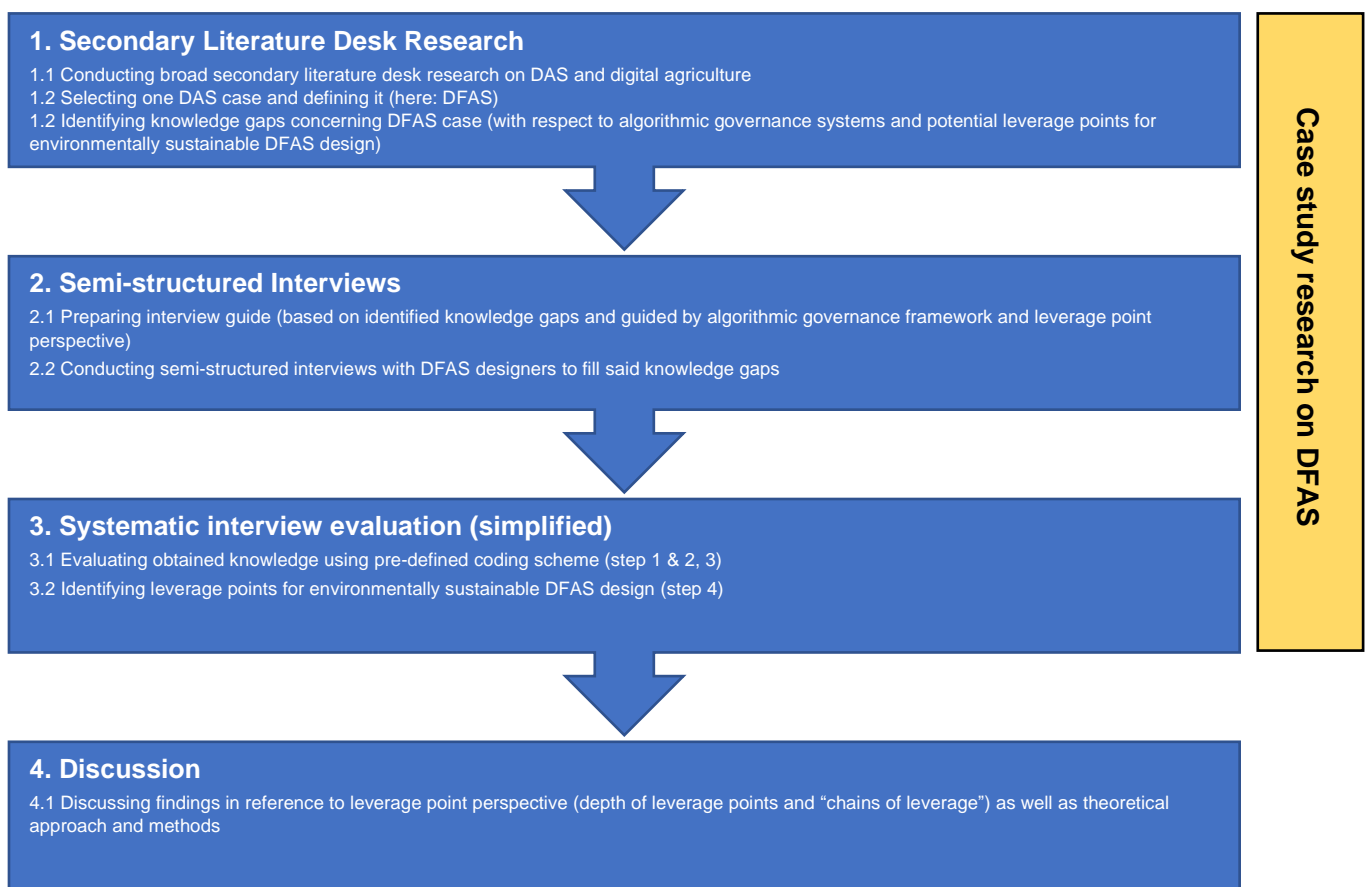 1. Secondary Literature Desk Research
1.1 Conducting broad secondary literature desk research on DAS and digital agriculture
1.2 Selecting one DAS case and defining it (here: DFAS)
1.2 Identifying knowledge gaps concerning DFAS case (with respect to algorithmic governance systems and potential leverage points for
environmentally sustainable DFAS design)
2. Semi-structured Interviews
2.1 Preparing interview guide (based on identified knowledge gaps and guided by algorithmic governance framework and leverage point
perspective)
2.2 Conducting semi-structured interviews with DFAS designers to fill said knowledge gaps
3. Systematic interview evaluation (simplified)
3.1 Evaluating obtained knowledge using pre-defined coding scheme (step 1 & 2, 3)
3.2 Identifying leverage points for environmentally sustainable DFAS design (step 4)
4. Discussion
4.1 Discussing findings in reference to leverage point perspective (depth of leverage points and “chains of leverage”) as well as theoretical
approach and methods
Case study research on DFAS